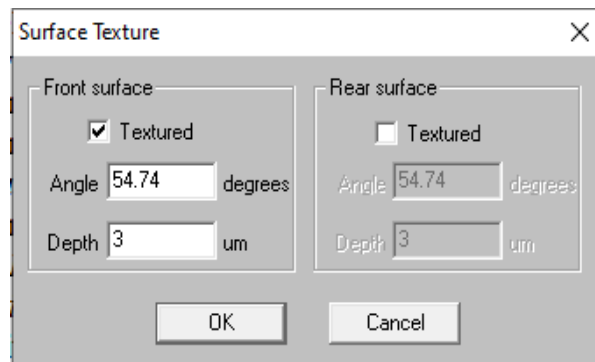 Surface Texture
Front surface
Textured
Angle 54.74 degrees
Depth 3 um
Rear surface
Textured
Angle 54.74 degrees
Depth 3 um
OK
Cancel